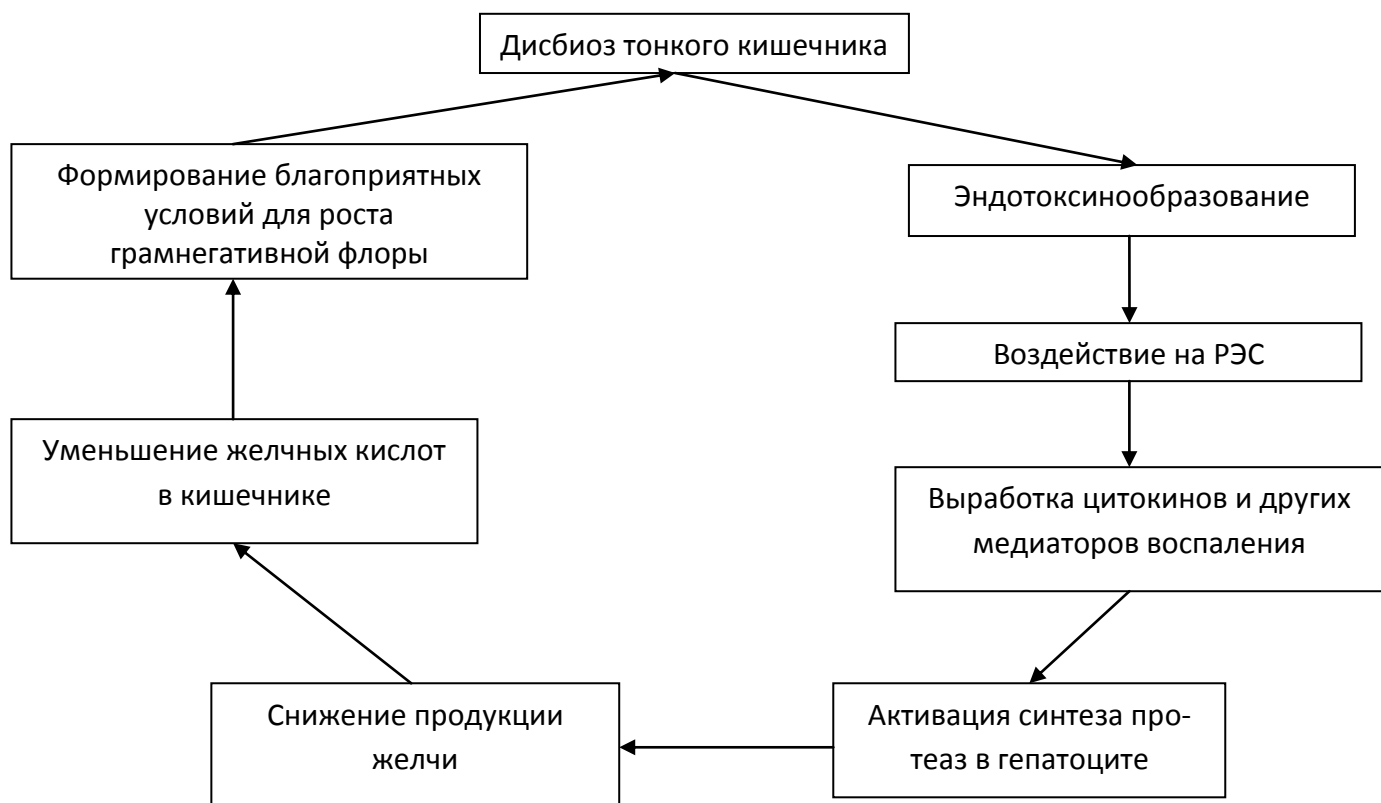 Дисбиоз тонкого кишечника
Эндотоксинообразование
Воздействие на РЭС
Выработка цитокинов и других
медиаторов воспаления
Активация синтеза про-
теаз в гепатоците
Снижение продукции
желчи
Уменьшение желчных кислот
в кишечнике
Формирование благоприятных
условий для роста
грамнегативной флоры